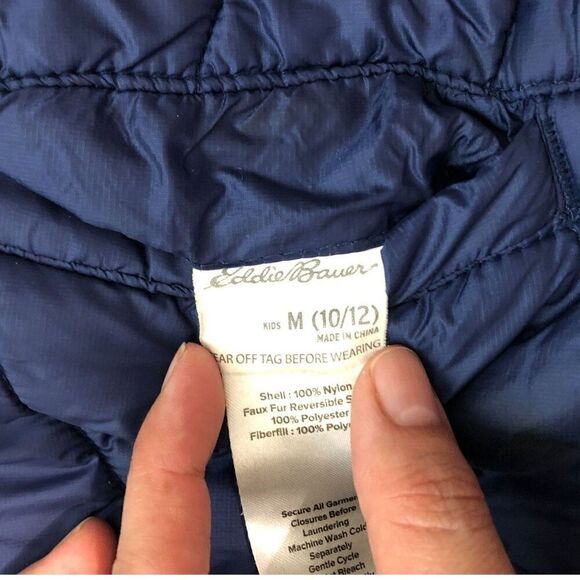 Eddie Bauer
KIDS M (10/12)
MADE IN CHINA
OFF TAG BEFORE WEARING
Shell : 100% Nylon
Faux Fur Reversible
100% Polyester
Fiberfill : 100%
Secure All
Closures Before
Laundering
Machine Wash Cold
Separately
Gentle Cycle
Bleach